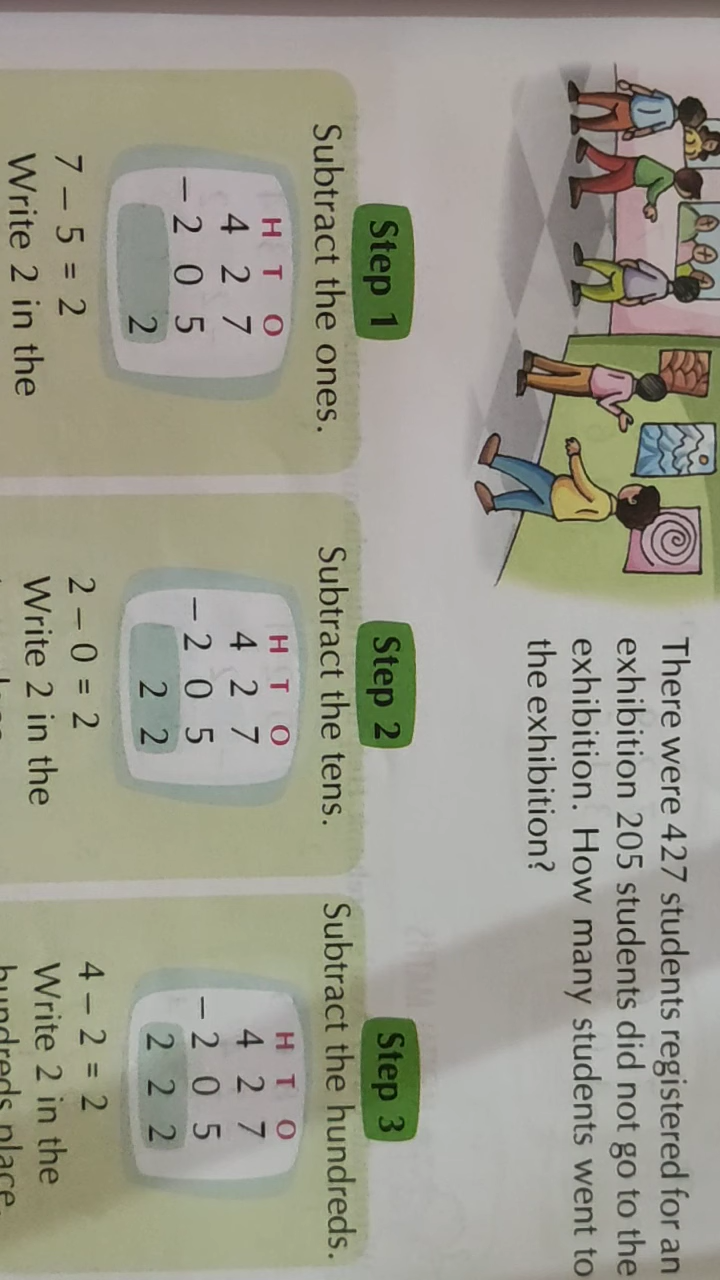 There were 427 students registered for an
exhibition 205 students did not go to the
exhibition. How many students went to
the exhibition?
Step 1
Subtract the ones.
H T O
4 2 7
– 2 0 5
2
7 – 5 = 2
Write 2 in the
Step 2
Subtract the tens.
H T O
4 2 7
– 2 0 5
2 2
2 – 0 = 2
Write 2 in the
Step 3
Subtract the hundreds.
H T O
4 2 7
– 2 0 5
2 2 2
4 – 2 = 2
Write 2 in the
hundreds place.